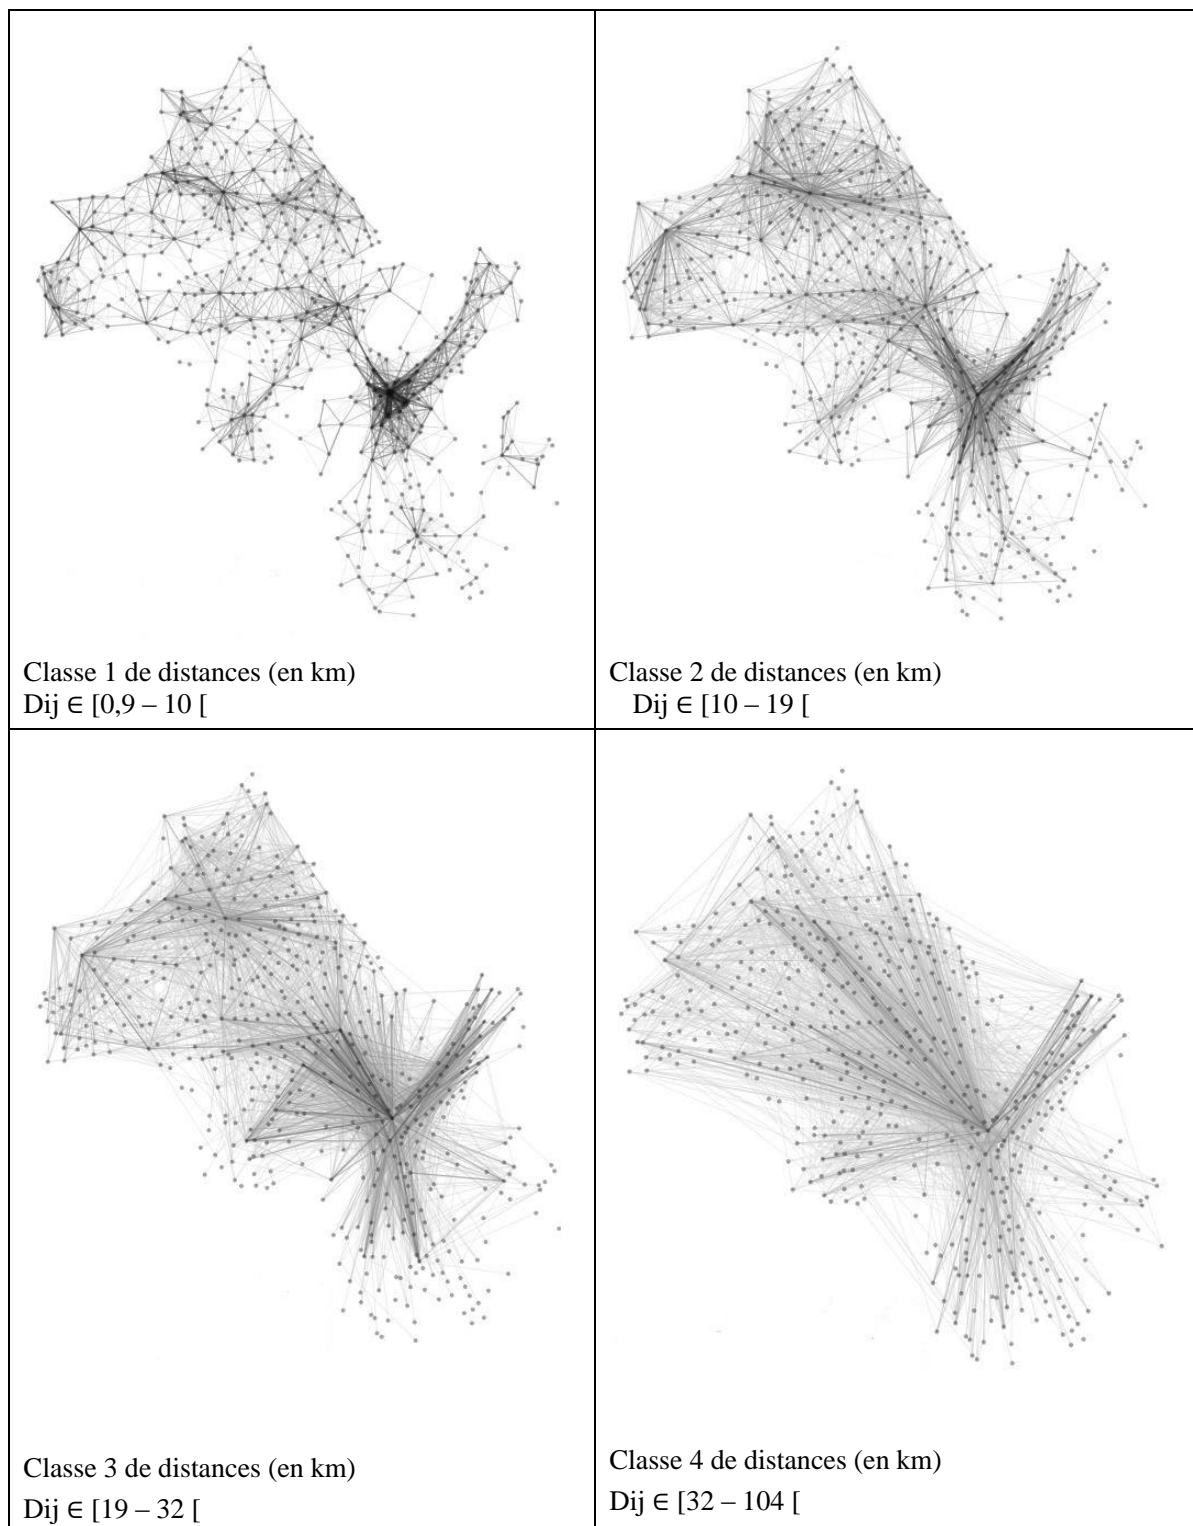 Classe 1 de distances (en km)
Dij ∈ [0,9 – 10 [
Classe 2 de distances (en km)
Dij ∈ [10 – 19 [
Classe 3 de distances (en km)
Dij ∈ [19 – 32 [
Classe 4 de distances (en km)
Dij ∈ [32 – 104 [